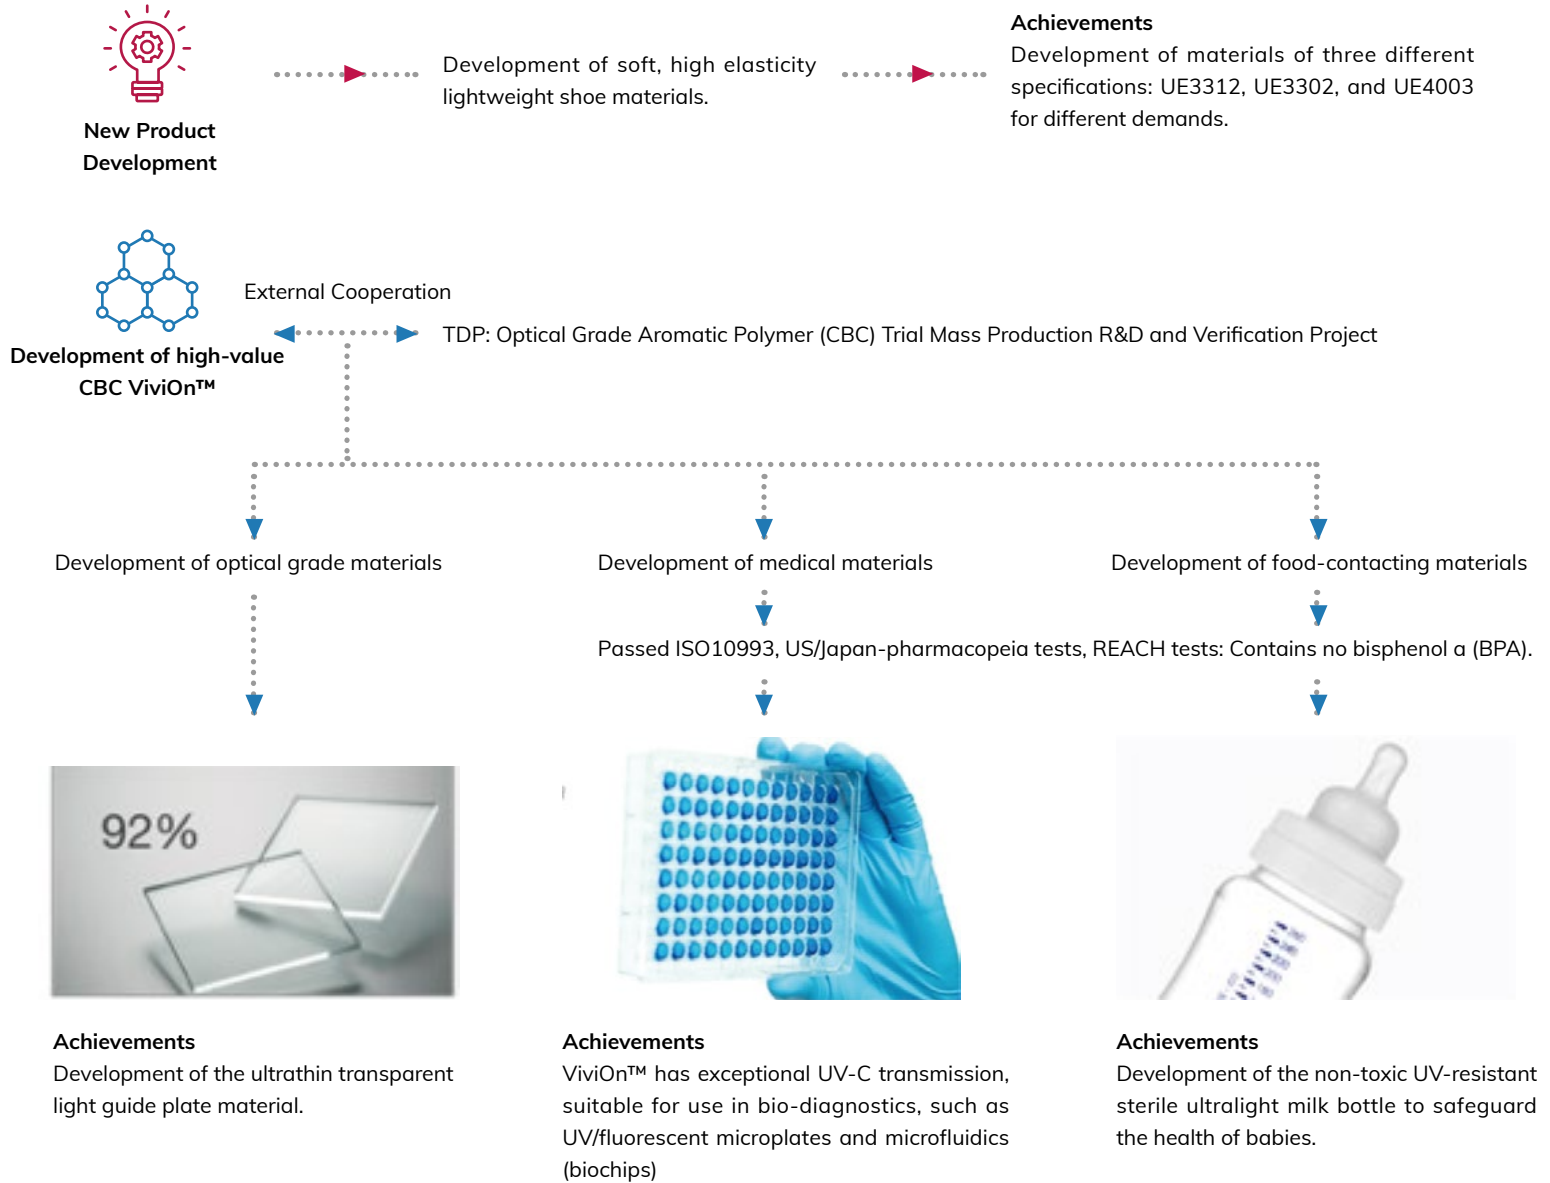 New Product
Development
Development of soft, high elasticity
lightweight shoe materials.
Achievements
Development of materials of three different
specifications: UE3312, UE3302, and UE4003
for different demands.
Development of high-value
CBC ViviOn™
External Cooperation
TDP: Optical Grade Aromatic Polymer (CBC) Trial Mass Production R&D and Verification Project
Development of optical grade materials
Development of medical materials
Development of food-contacting materials
Passed ISO10993, US/Japan-pharmacopeia tests, REACH tests: Contains no bisphenol a (BPA).
92%
Achievements
Development of the ultrathin transparent
light guide plate material.
Achievements
ViviOn™ has exceptional UV-C transmission,
suitable for use in bio-diagnostics, such as
UV/fluorescent microplates and microfluidics
(biochips)
Achievements
Development of the non-toxic UV-resistant
sterile ultralight milk bottle to safeguard
the health of babies.